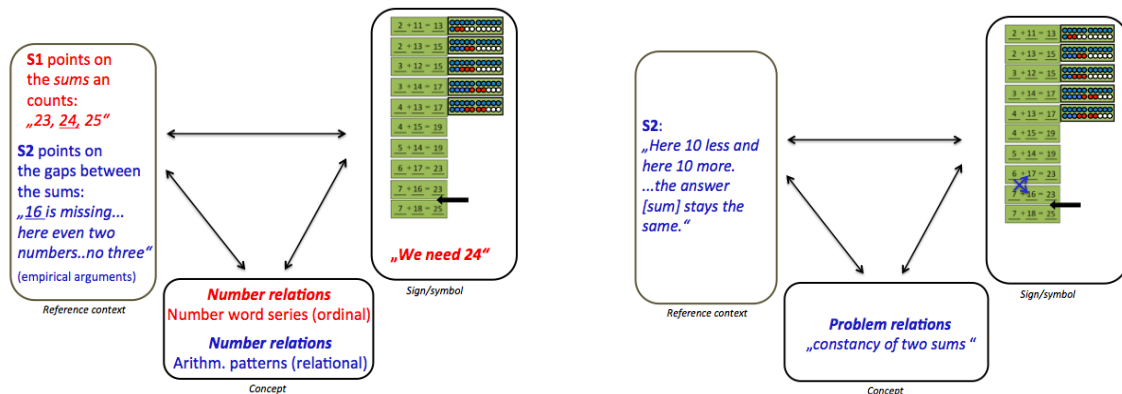 S1 points on
the sums an
counts:
„23, 24, 25“
S2 points on
the gaps between
the sums:
„16 is missing...
here even two
numbers..no three“
(empirical arguments)
Reference context
2 + 11 = 13
2 + 13 = 15
3 + 12 = 15
3 + 14 = 17
4 + 13 = 17
4 + 15 = 19
5 + 14 = 19
6 + 17 = 23
7 + 16 = 23
7 + 18 = 25
„We need 24“
Sign/symbol
Number relations
Number word series (ordinal)
Number relations
Arithm. patterns (relational)
Concept
S2:
„Here 10 less and
here 10 more.
...the answer
[sum] stays the
same.“
Reference context
2 + 11 = 13
2 + 13 = 15
3 + 12 = 15
3 + 14 = 17
4 + 13 = 17
4 + 15 = 19
5 + 14 = 19
6 + 17 = 23
7 + 16 = 23
7 + 18 = 25
Sign/symbol
Problem relations
„constancy of two sums “
Concept